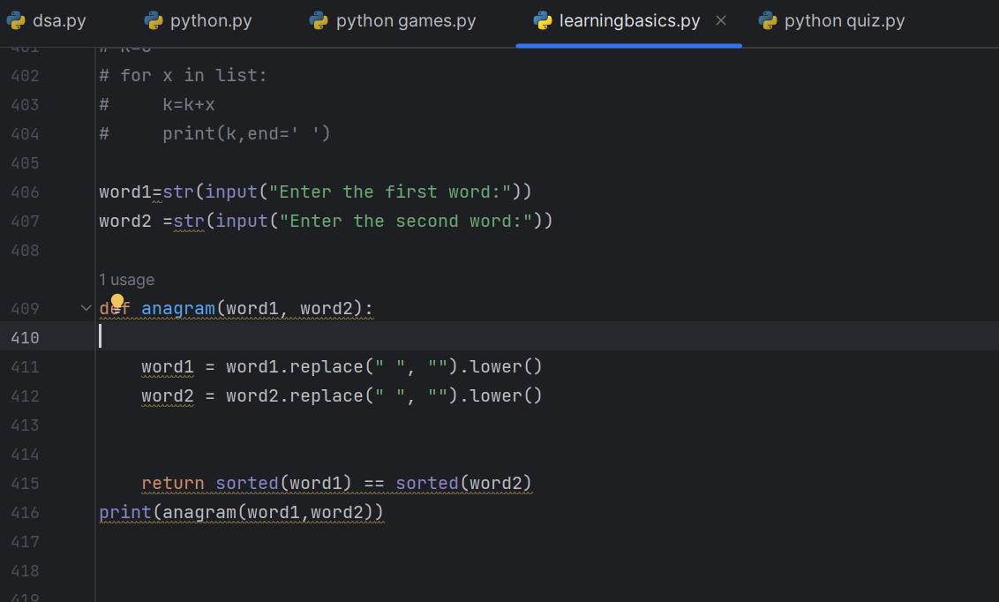 dsa.py python.py python games.py learningbasics.py python quiz.py
402 # for x in list:
403 #     k=k+x
404 #     print(k,end=' ')
405
406 word1=str(input("Enter the first word:"))
407 word2 =str(input("Enter the second word:"))
408
1 usage
409 def anagram(word1, word2):
410
411     word1 = word1.replace(" ", "").lower()
412     word2 = word2.replace(" ", "").lower()
413
414
415     return sorted(word1) == sorted(word2)
416 print(anagram(word1,word2))
417
418
419